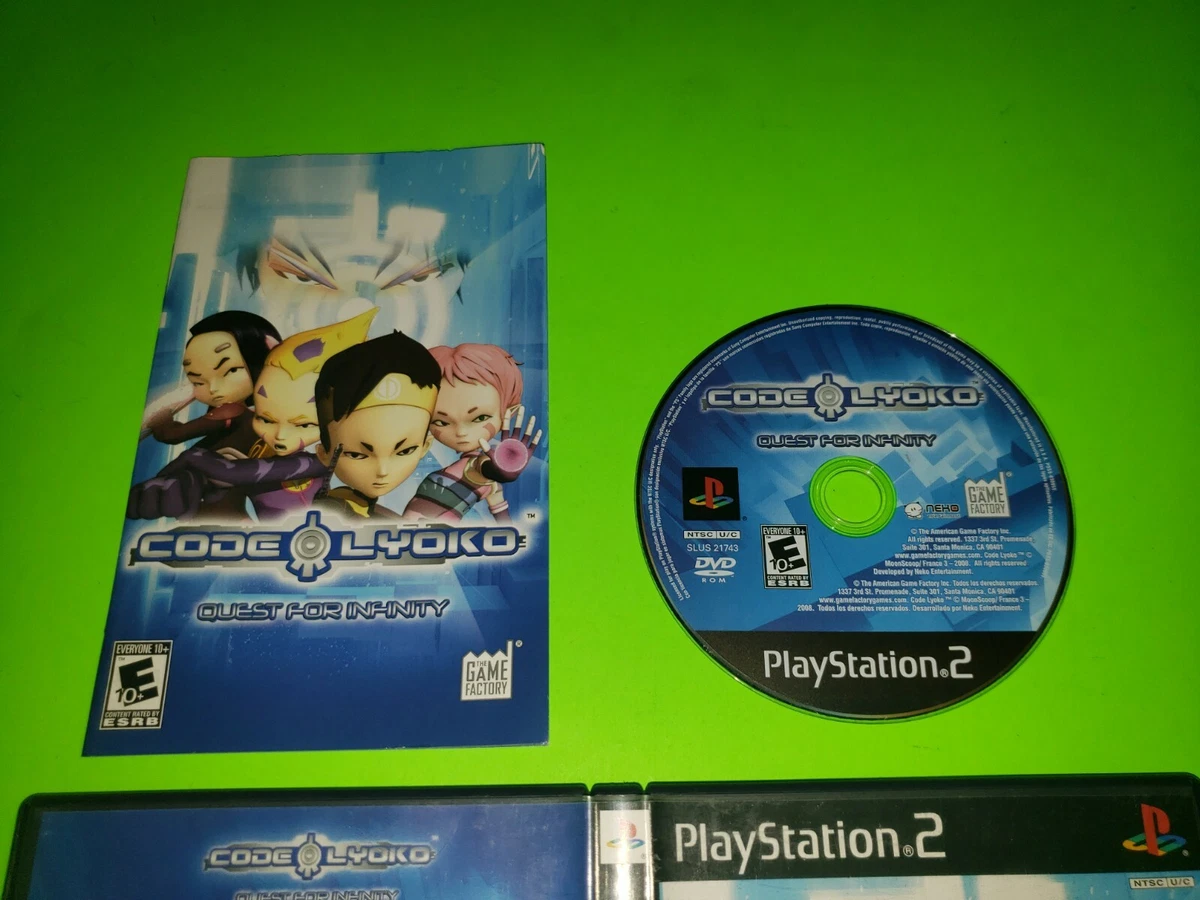 CODE LYOKO™
QUEST FOR INFINITY
EVERYONE 10+
E
10+
CONTENT RATED BY
ESRB
THE
GAME
FACTORY
CODE LYOKO
QUEST FOR INFINITY
NTSC U/C
SLUS 21743
DVD
ROM
EVERYONE 10+
E
10+
ESRB
NEKO
THE
GAME
FACTORY
© The American Game Factory Inc.
All rights reserved. 1337 3rd St. Promenade,
Suite 301, Santa Monica, CA 90401
www.gamefactorygames.com. Code Lyoko ™ ©
MoonScoop/ France 3 – 2008. All rights reserved
Developed by Neko Entertainment.
© The American Game Factory Inc. Todos los derechos reservados.
1337 3rd St. Promenade, Suite 301, Santa Monica, CA 90401
www.gamefactorygames.com. Code Lyoko ™ © MoonScoop/ France 3 –
2008. Todos los derechos reservados. Desarrollado por Neko Entertainment.
PlayStation®2
CODE LYOKO™
QUEST FOR INFINITY
PlayStation®2
NTSC U/C